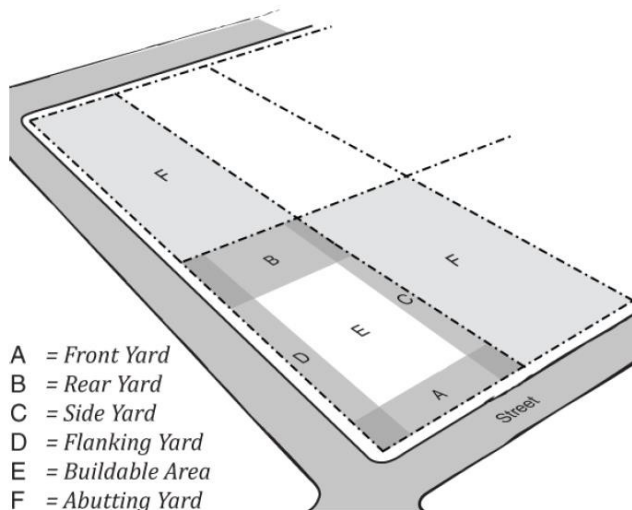 F
B
F
C
E
D
A
Street
A = Front Yard
B = Rear Yard
C = Side Yard
D = Flanking Yard
E = Buildable Area
F = Abutting Yard